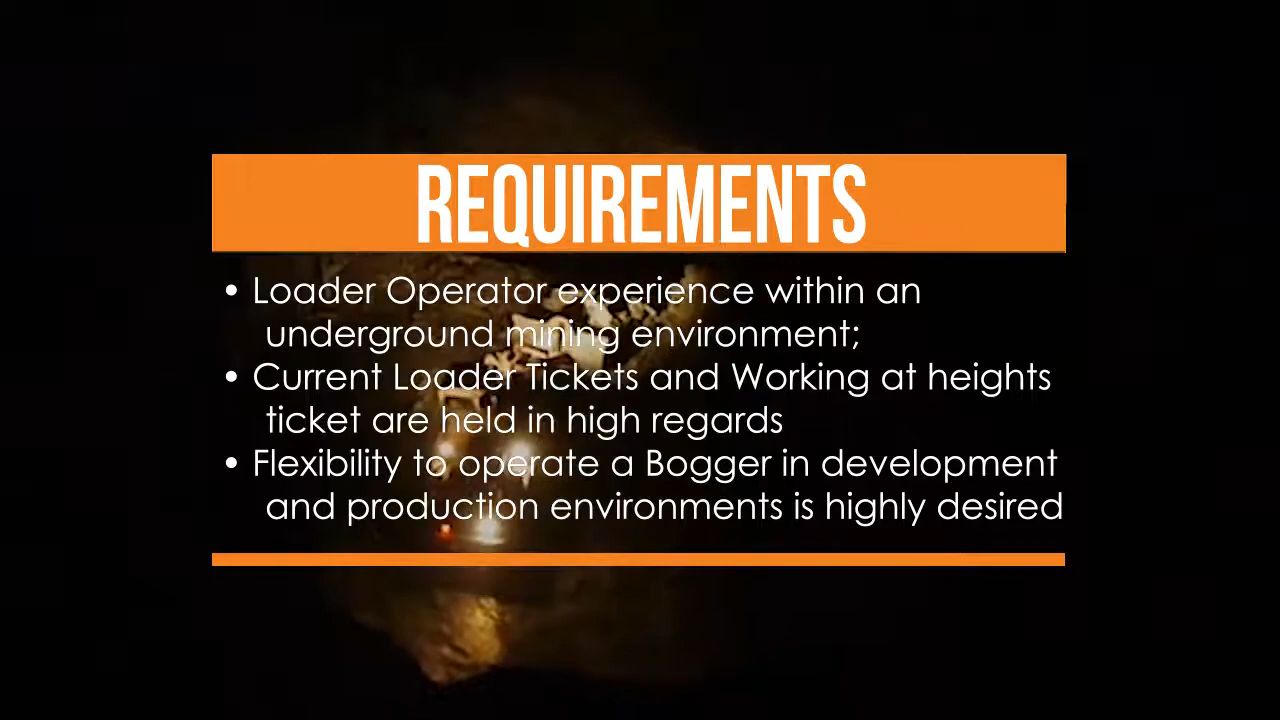 REQUIREMENTS
• Loader Operator experience within an
underground mining environment;
• Current Loader Tickets and Working at heights
ticket are held in high regards
• Flexibility to operate a Bogger in development
and production environments is highly desired